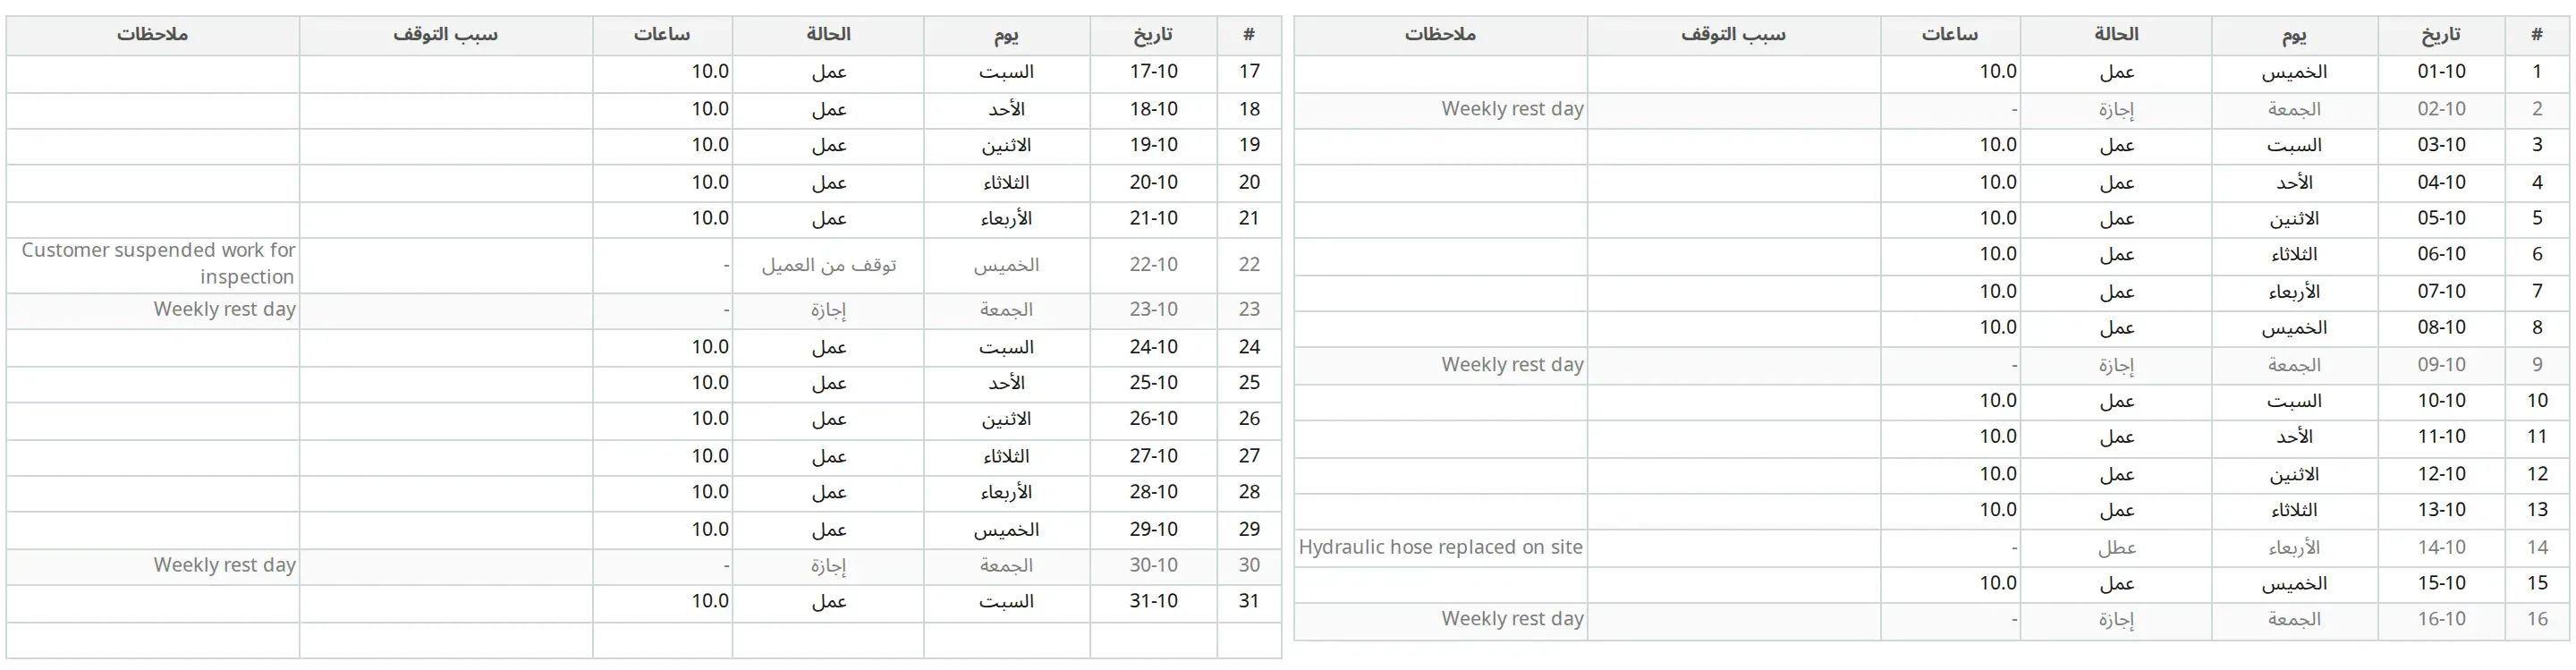 # تاريخ يوم الحالة ساعات سبب التوقف ملاحظات
1 01-10 الخميس عمل 10.0
2 02-10 الجمعة إجازة - Weekly rest day
3 03-10 السبت عمل 10.0
4 04-10 الأحد عمل 10.0
5 05-10 الاثنين عمل 10.0
6 06-10 الثلاثاء عمل 10.0
7 07-10 الأربعاء عمل 10.0
8 08-10 الخميس عمل 10.0
9 09-10 الجمعة إجازة - Weekly rest day
10 10-10 السبت عمل 10.0
11 11-10 الأحد عمل 10.0
12 12-10 الاثنين عمل 10.0
13 13-10 الثلاثاء عمل 10.0
14 14-10 الأربعاء عطل - Hydraulic hose replaced on site
15 15-10 الخميس عمل 10.0
16 16-10 الجمعة إجازة - Weekly rest day
# تاريخ يوم الحالة ساعات سبب التوقف ملاحظات
17 17-10 السبت عمل 10.0
18 18-10 الأحد عمل 10.0
19 19-10 الاثنين عمل 10.0
20 20-10 الثلاثاء عمل 10.0
21 21-10 الأربعاء عمل 10.0
22 22-10 الخميس توقف من العميل - Customer suspended work for
inspection
23 23-10 الجمعة إجازة - Weekly rest day
24 24-10 السبت عمل 10.0
25 25-10 الأحد عمل 10.0
26 26-10 الاثنين عمل 10.0
27 27-10 الثلاثاء عمل 10.0
28 28-10 الأربعاء عمل 10.0
29 29-10 الخميس عمل 10.0
30 30-10 الجمعة إجازة - Weekly rest day
31 31-10 السبت عمل 10.0